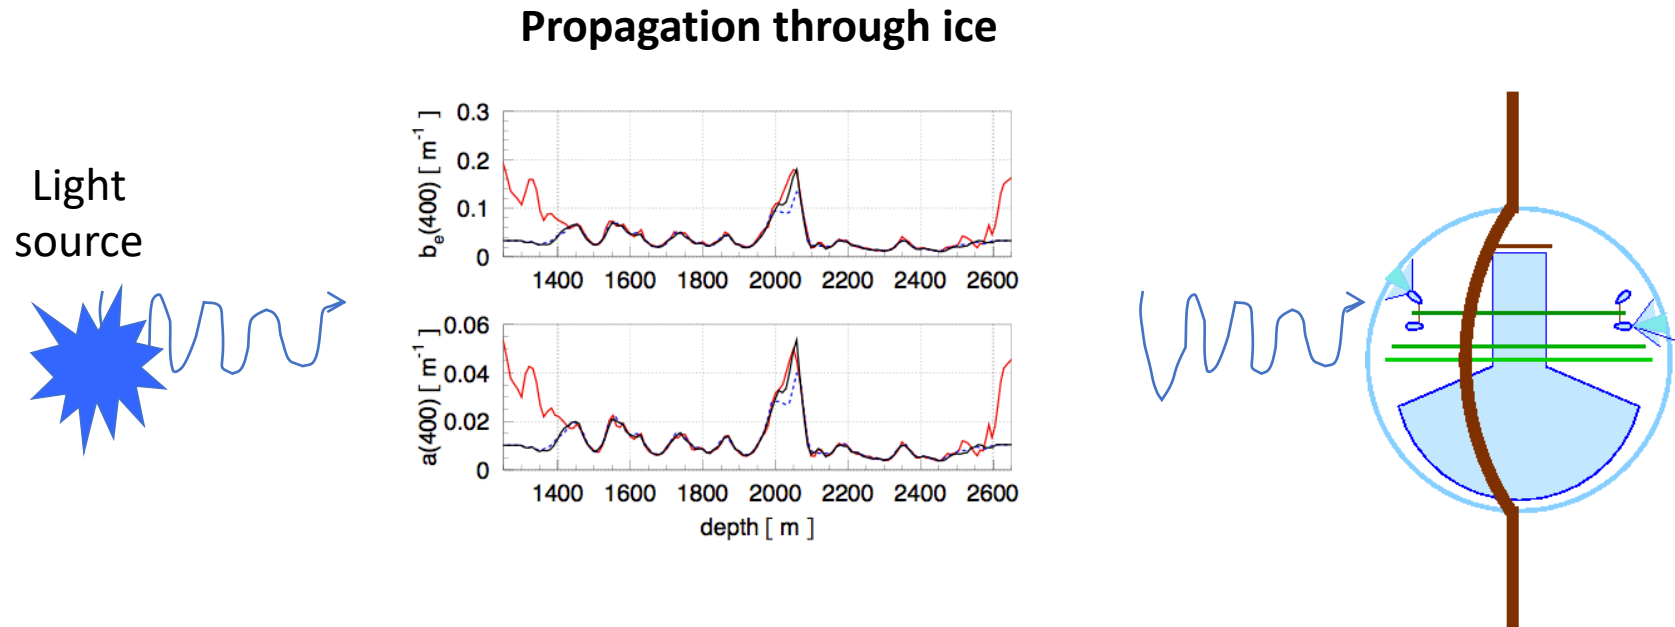 Propagation through ice
Light
source
b_e(400) [ m^-1 ]
0.3
0.2
0.1
0
1400 1600 1800 2000 2200 2400 2600
a(400) [ m^-1 ]
0.06
0.04
0.02
0
1400 1600 1800 2000 2200 2400 2600
depth [ m ]